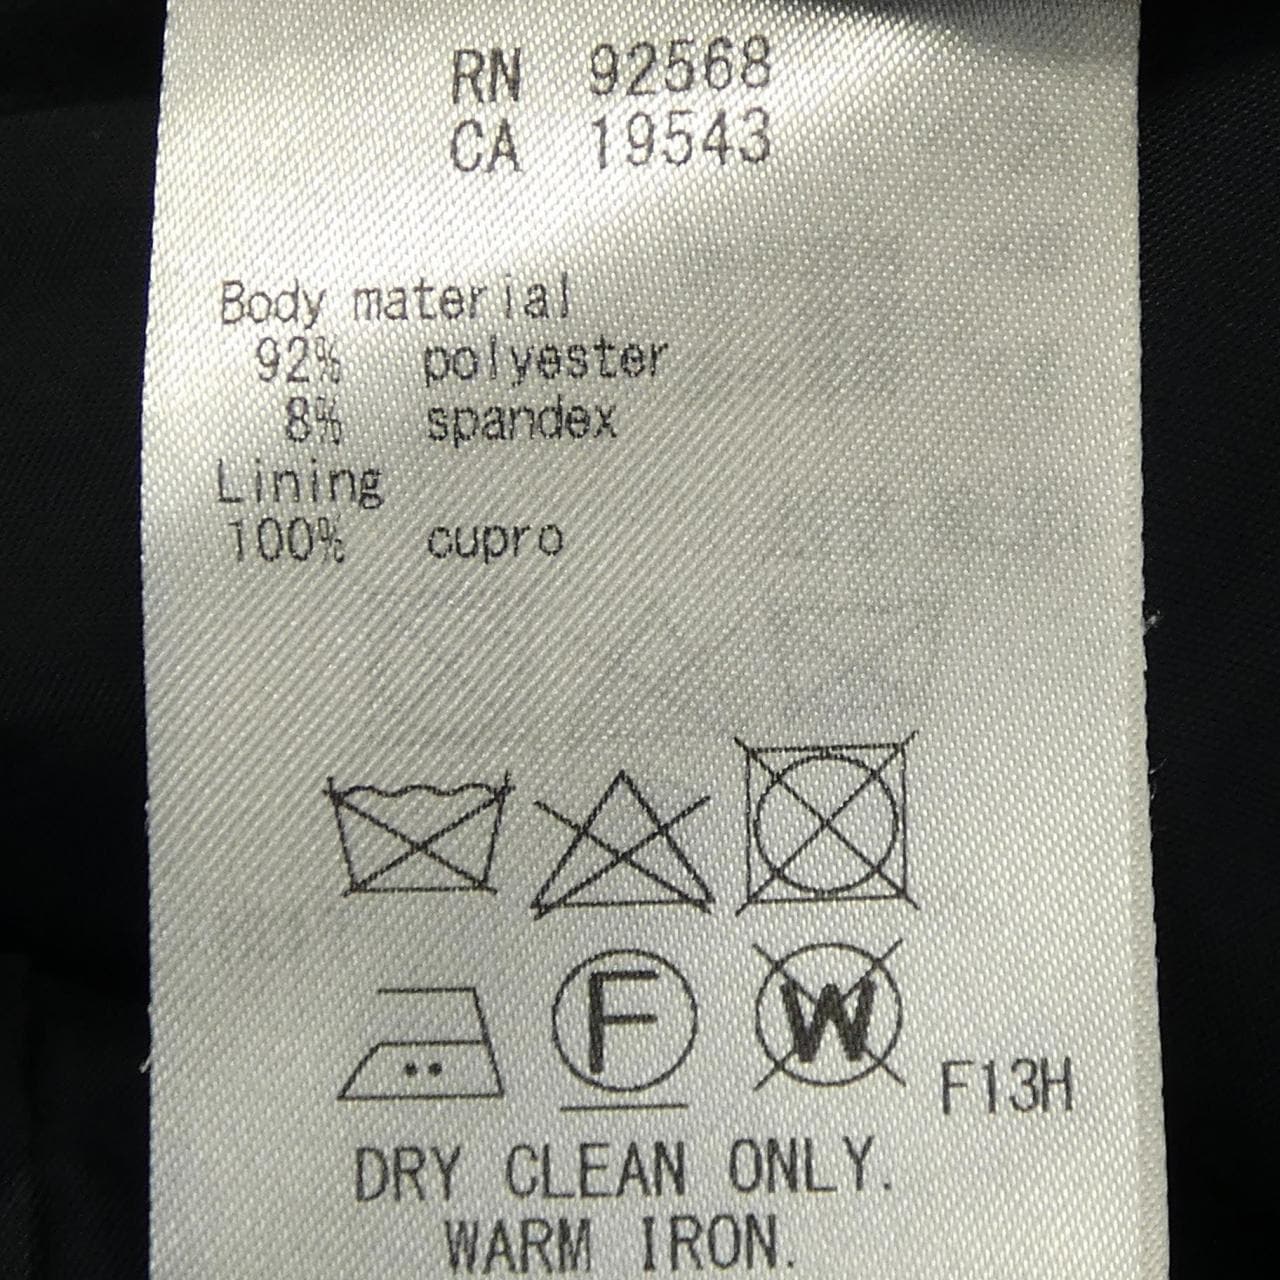 RN 92568
CA 19543
Body material
92% polyester
8% spandex
Lining
100% cupro
F W F13H
DRY CLEAN ONLY.
WARM IRON.